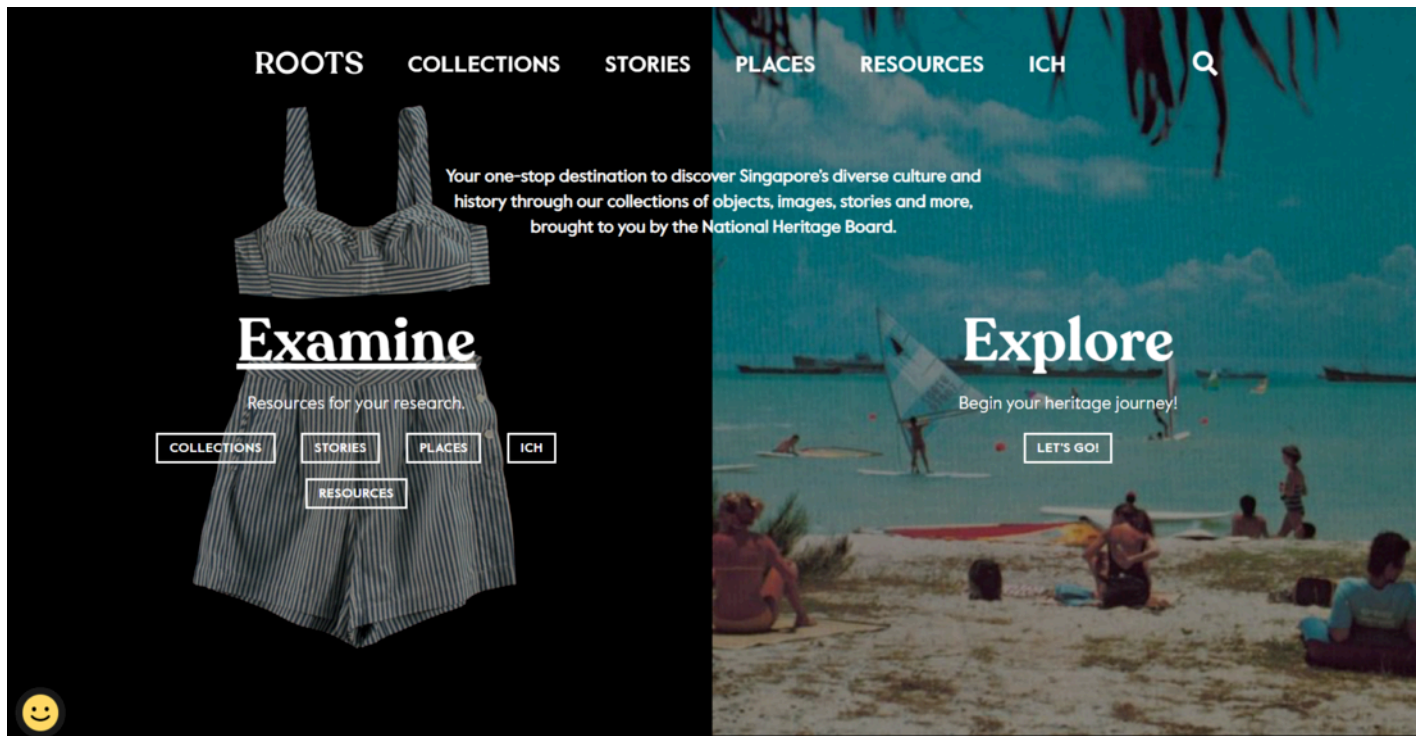 ROOTS COLLECTIONS STORIES PLACES RESOURCES ICH
Your one-stop destination to discover Singapore's diverse culture and
history through our collections of objects, images, stories and more,
brought to you by the National Heritage Board.
Examine
Resources for your research.
COLLECTIONS STORIES PLACES ICH
RESOURCES
Explore
Begin your heritage journey!
LET'S GO!